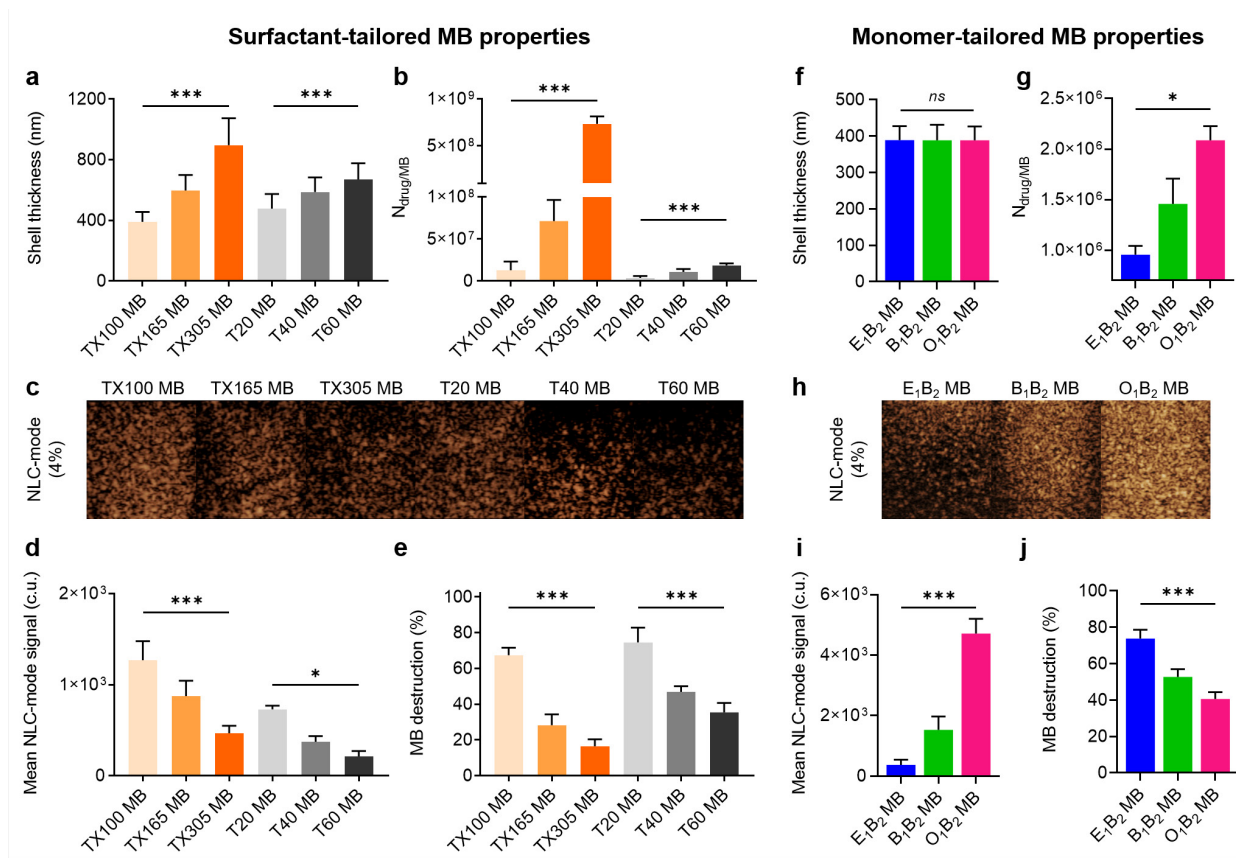 Surfactant-tailored MB properties
Monomer-tailored MB properties
a
Shell thickness (nm)
1200
800
400
0
***
***
TX100 MB
TX165 MB
TX305 MB
T20 MB
T40 MB
T60 MB
b
N_drug/MB
1×10⁹
5×10⁸
1×10⁸
5×10⁷
0
***
***
TX100 MB
TX165 MB
TX305 MB
T20 MB
T40 MB
T60 MB
f
Shell thickness (nm)
500
400
300
200
100
0
ns
E₁B₂ MB
B₁B₂ MB
O₁B₂ MB
g
N_drug/MB
2.5×10⁶
2.0×10⁶
1.5×10⁶
1.0×10⁶
*
E₁B₂ MB
B₁B₂ MB
O₁B₂ MB
c
TX100 MB
TX165 MB
TX305 MB
T20 MB
T40 MB
T60 MB
NLC-mode
(4%)
h
E₁B₂ MB
B₁B₂ MB
O₁B₂ MB
NLC-mode
(4%)
d
Mean NLC-mode signal (c.u.)
2×10³
1×10³
0
***
*
TX100 MB
TX165 MB
TX305 MB
T20 MB
T40 MB
T60 MB
e
MB destruction (%)
100
80
60
40
20
0
***
***
TX100 MB
TX165 MB
TX305 MB
T20 MB
T40 MB
T60 MB
i
Mean NLC-mode signal (c.u.)
6×10³
4×10³
2×10³
0
***
E₁B₂ MB
B₁B₂ MB
O₁B₂ MB
j
MB destruction (%)
100
80
60
40
20
0
***
E₁B₂ MB
B₁B₂ MB
O₁B₂ MB